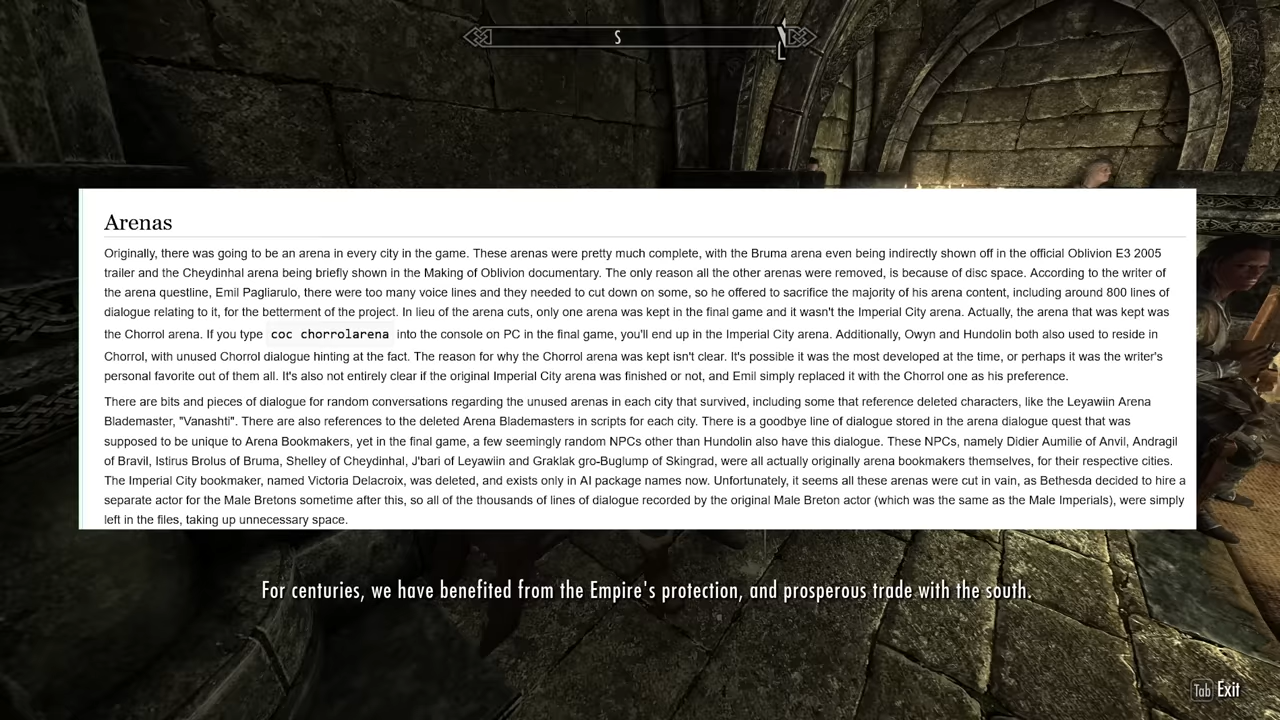 S
Arenas
Originally, there was going to be an arena in every city in the game. These arenas were pretty much complete, with the Bruma arena even being indirectly shown off in the official Oblivion E3 2005
trailer and the Cheydinhal arena being briefly shown in the Making of Oblivion documentary. The only reason all the other arenas were removed, is because of disc space. According to the writer of
the arena questline, Emil Pagliarulo, there were too many voice lines and they needed to cut down on some, so he offered to sacrifice the majority of his arena content, including around 800 lines of
dialogue relating to it, for the betterment of the project. In lieu of the arena cuts, only one arena was kept in the final game and it wasn't the Imperial City arena. Actually, the arena that was kept was
the Chorrol arena. If you type coc chorrolarena into the console on PC in the final game, you'll end up in the Imperial City arena. Additionally, Owyn and Hundolin both also used to reside in
Chorrol, with unused Chorrol dialogue hinting at the fact. The reason for why the Chorrol arena was kept isn't clear. It's possible it was the most developed at the time, or perhaps it was the writer's
personal favorite out of them all. It's also not entirely clear if the original Imperial City arena was finished or not, and Emil simply replaced it with the Chorrol one as his preference.
There are bits and pieces of dialogue for random conversations regarding the unused arenas in each city that survived, including some that reference deleted characters, like the Leyawiin Arena
Blademaster, "Vanashti". There are also references to the deleted Arena Blademasters in scripts for each city. There is a goodbye line of dialogue stored in the arena dialogue quest that was
supposed to be unique to Arena Bookmakers, yet in the final game, a few seemingly random NPCs other than Hundolin also have this dialogue. These NPCs, namely Didier Aumilie of Anvil, Andragil
of Bravil, Istirus Brolus of Bruma, Shelley of Cheydinhal, J'bari of Leyawiin and Graklak gro-Buglump of Skingrad, were all actually originally arena bookmakers themselves, for their respective cities.
The Imperial City bookmaker, named Victoria Delacroix, was deleted, and exists only in AI package names now. Unfortunately, it seems all these arenas were cut in vain, as Bethesda decided to hire a
separate actor for the Male Bretons sometime after this, so all of the thousands of lines of dialogue recorded by the original Male Breton actor (which was the same as the Male Imperials), were simply
left in the files, taking up unnecessary space.
For centuries, we have benefited from the Empire's protection, and prosperous trade with the south.
Tab Exit